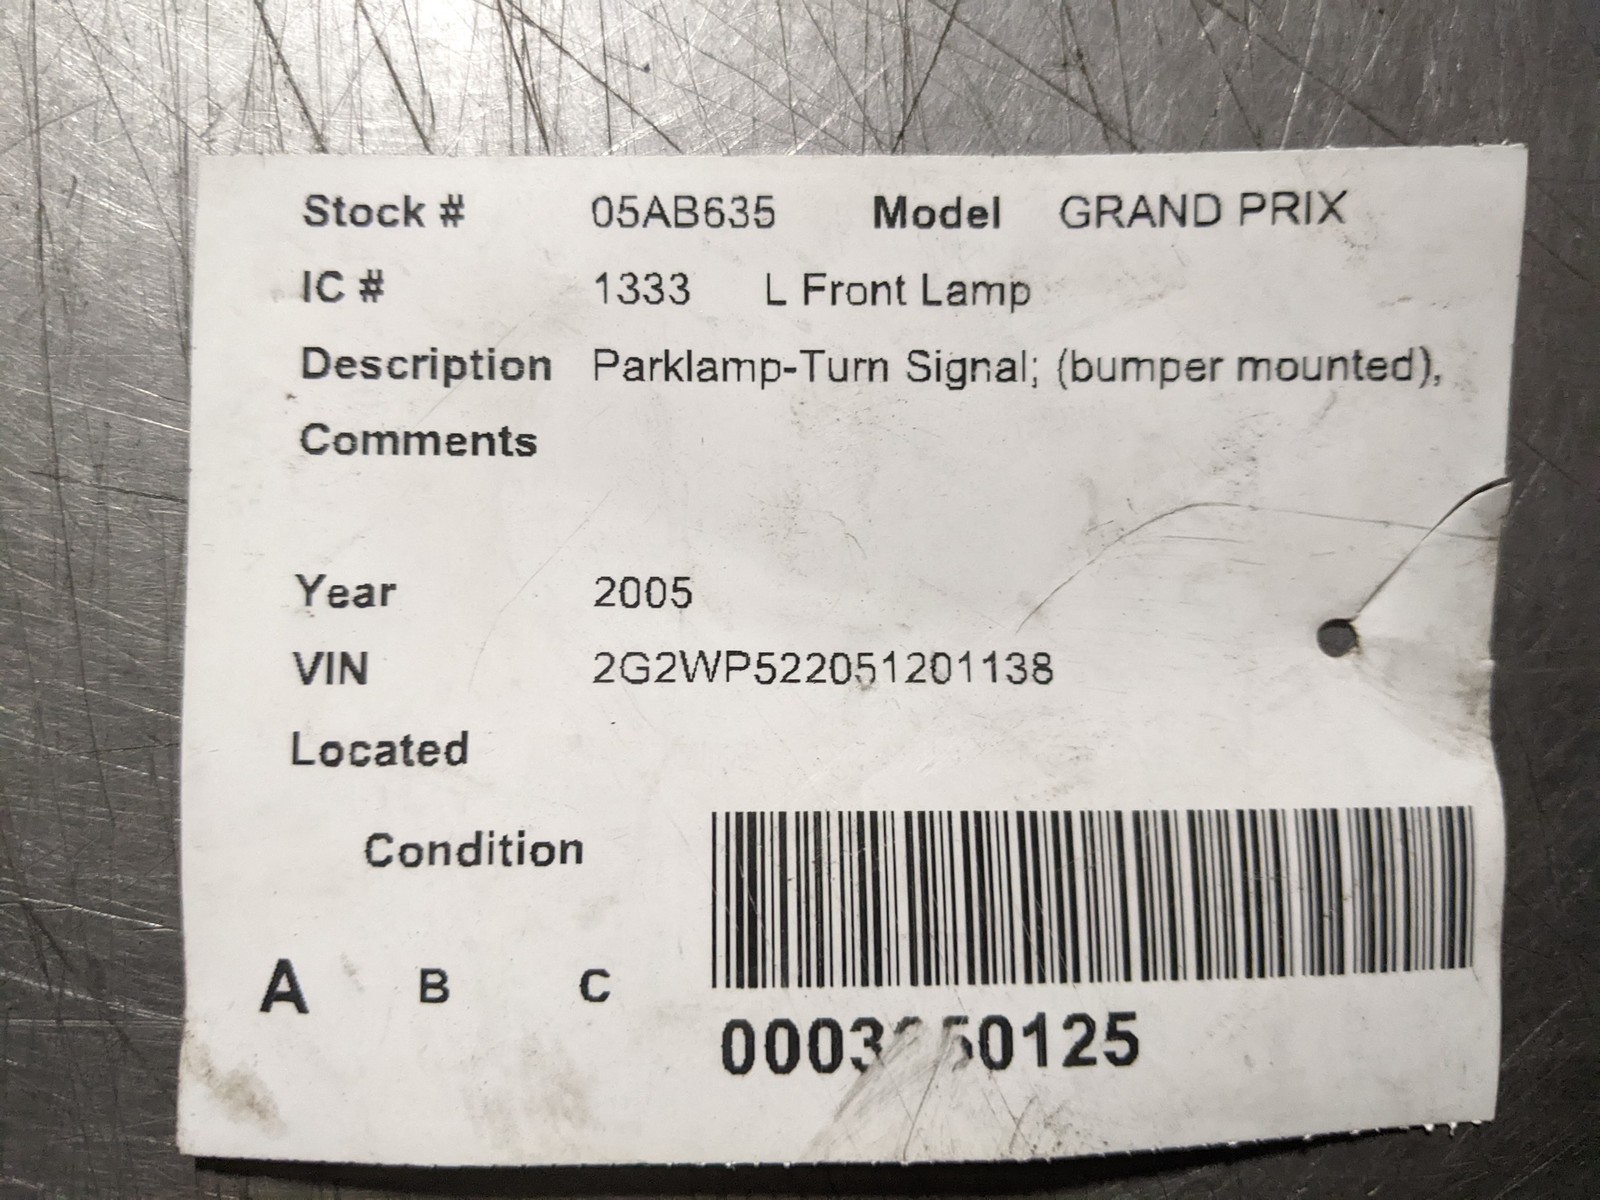 Stock # 05AB635 Model GRAND PRIX
IC # 1333 L Front Lamp
Description Parklamp-Turn Signal; (bumper mounted),
Comments
Year 2005
VIN 2G2WP522051201138
Located
Condition
A B C